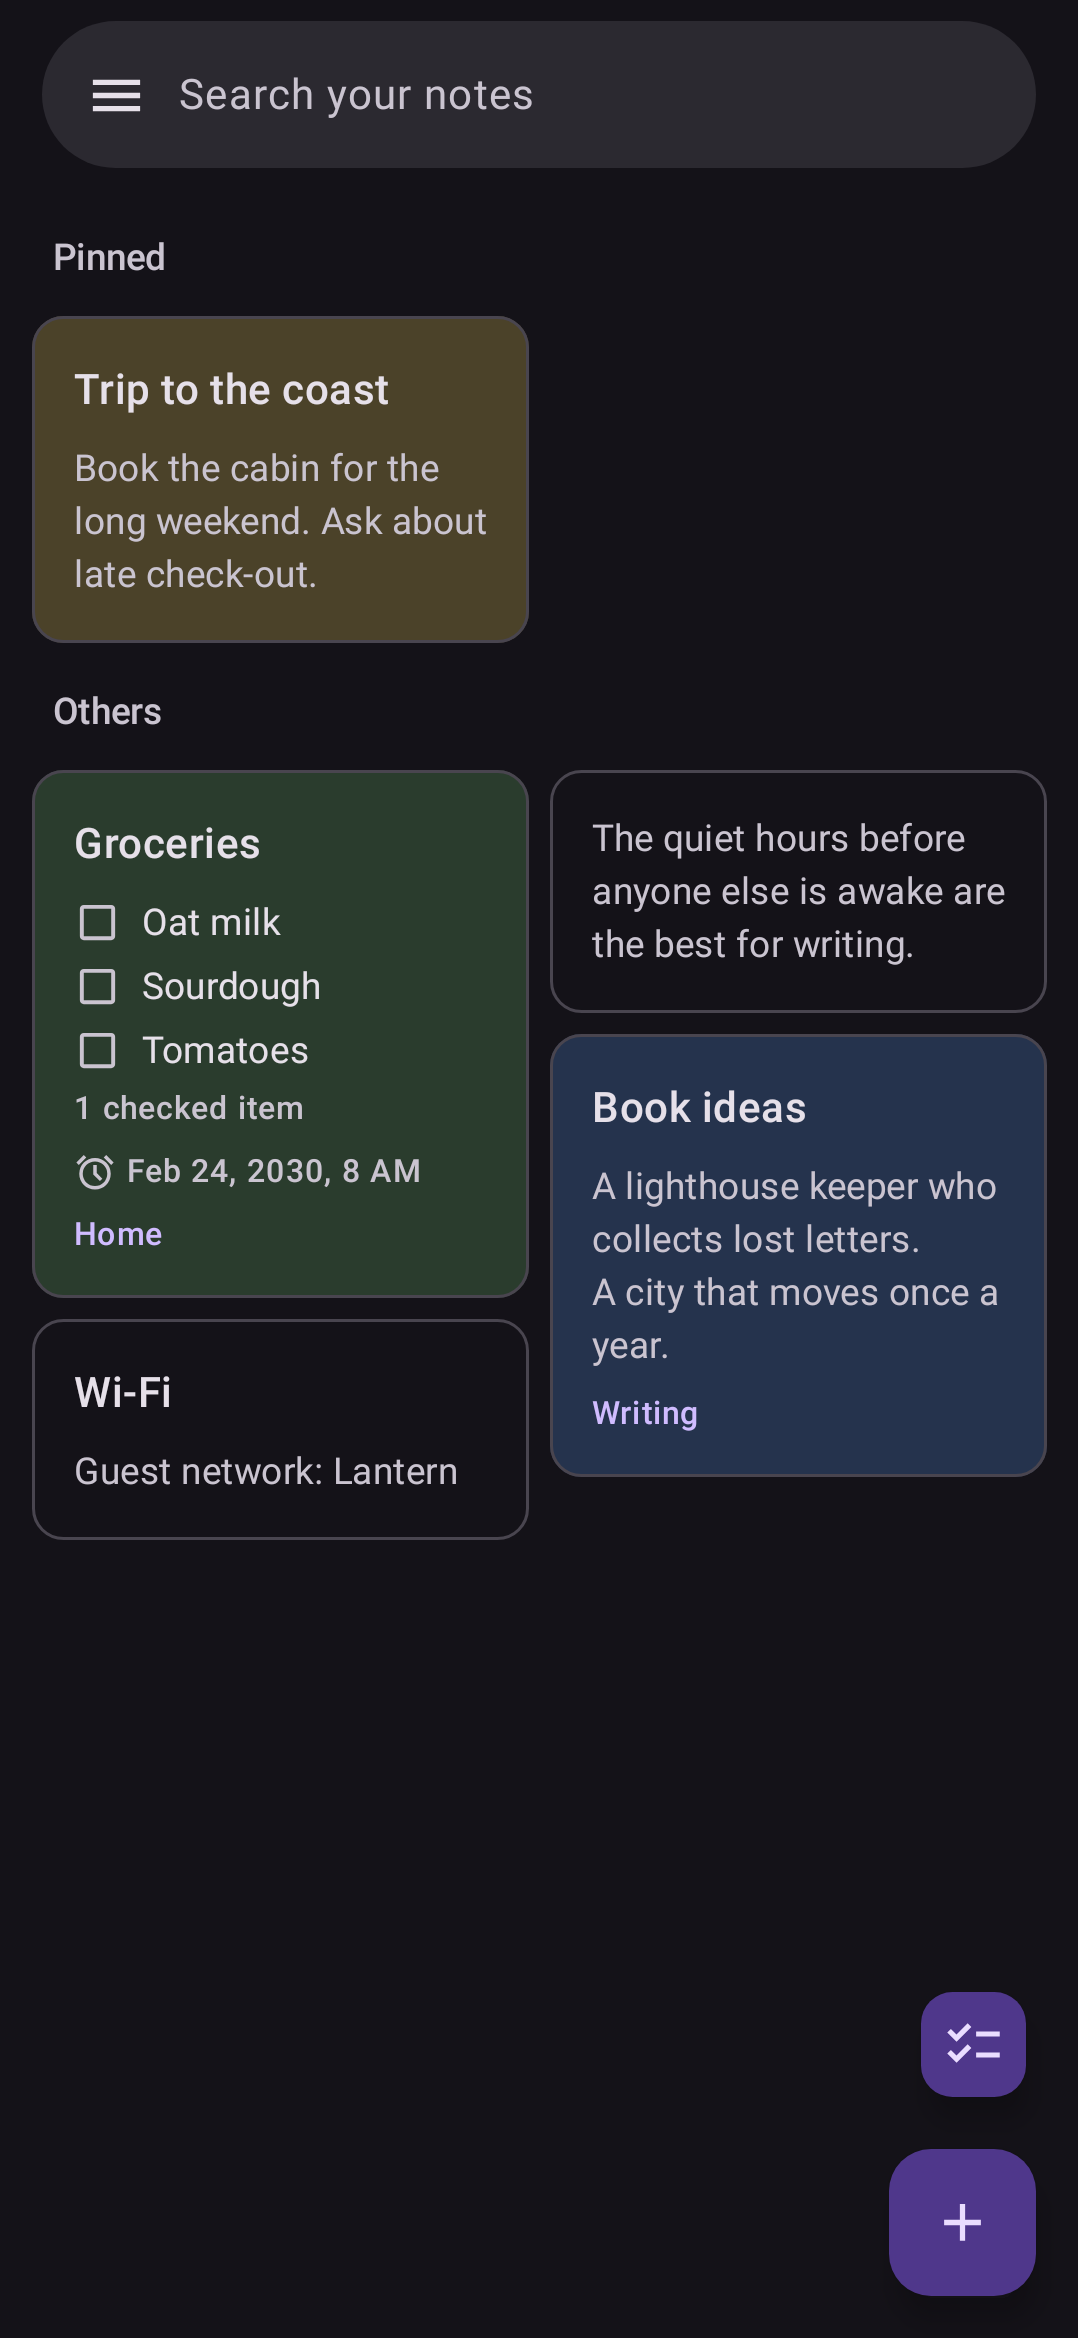 Search your notes
Pinned
Trip to the coast
Book the cabin for the
long weekend. Ask about
late check-out.
Others
Groceries
Oat milk
Sourdough
Tomatoes
1 checked item
Feb 24, 2030, 8 AM
Home
Wi-Fi
Guest network: Lantern
The quiet hours before
anyone else is awake are
the best for writing.
Book ideas
A lighthouse keeper who
collects lost letters.
A city that moves once a
year.
Writing